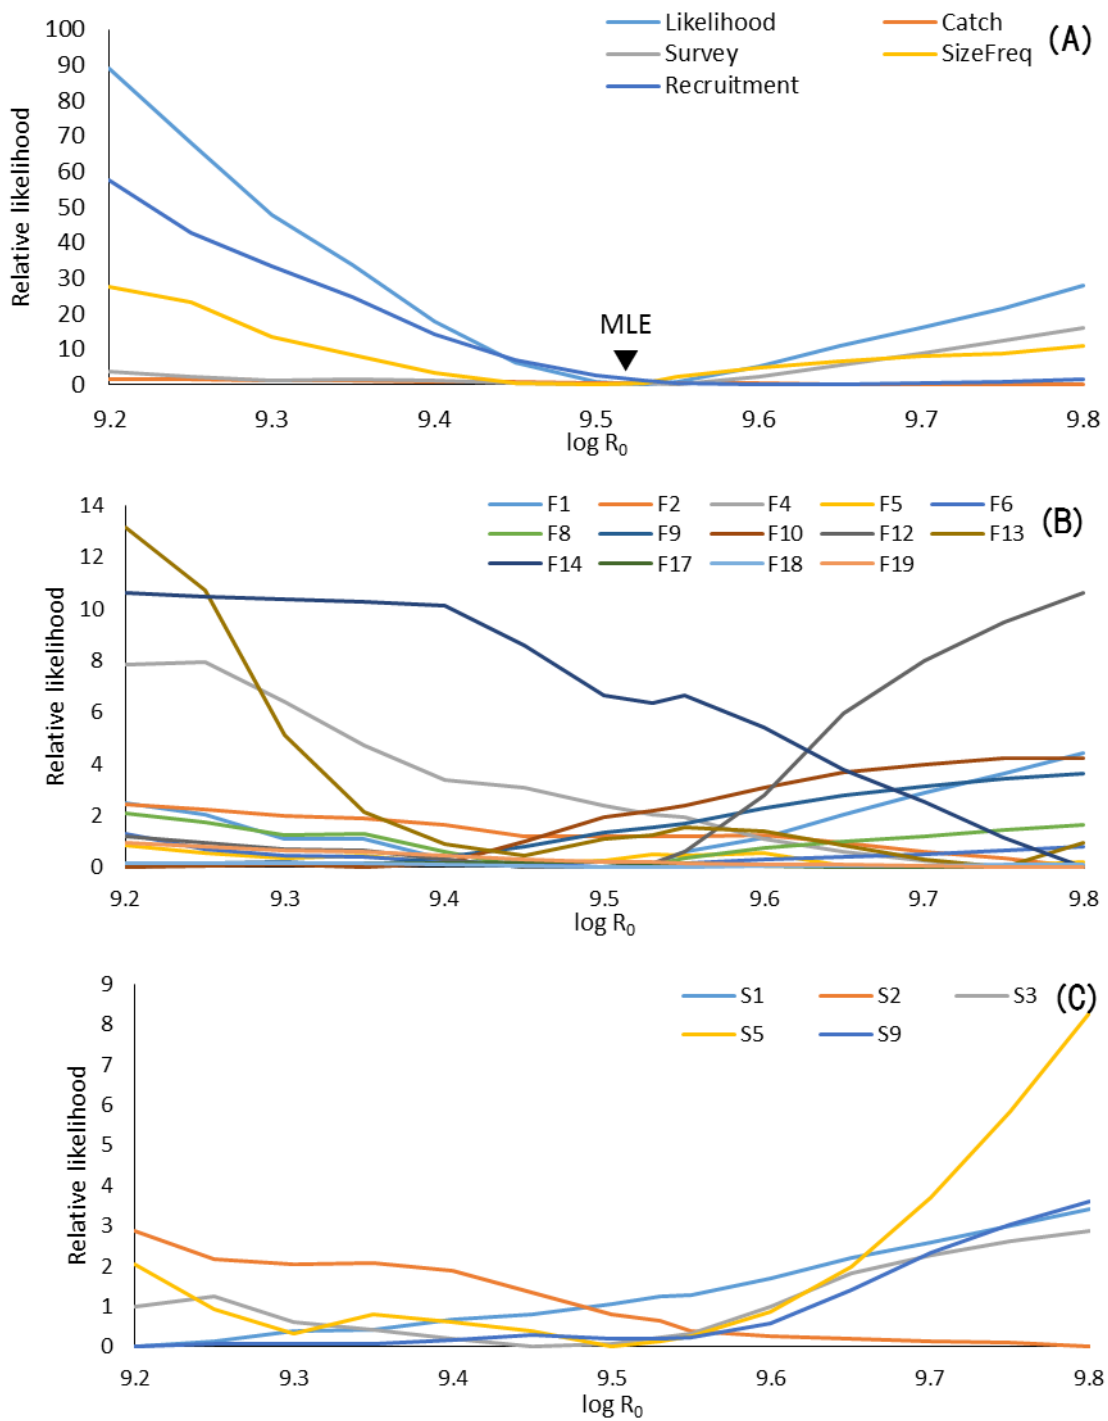 Likelihood Catch (A)
Survey SizeFreq
Recruitment
Relative likelihood
100
90
80
70
60
50
40
30
20
10
0
MLE
9.2 9.3 9.4 9.5 9.6 9.7 9.8
log R₀
F1 F2 F4 F5 F6 (B)
F8 F9 F10 F12 F13
F14 F17 F18 F19
Relative likelihood
14
12
10
8
6
4
2
0
9.2 9.3 9.4 9.5 9.6 9.7 9.8
log R₀
S1 S2 S3 (C)
S5 S9
Relative likelihood
9
8
7
6
5
4
3
2
1
0
9.2 9.3 9.4 9.5 9.6 9.7 9.8
log R₀